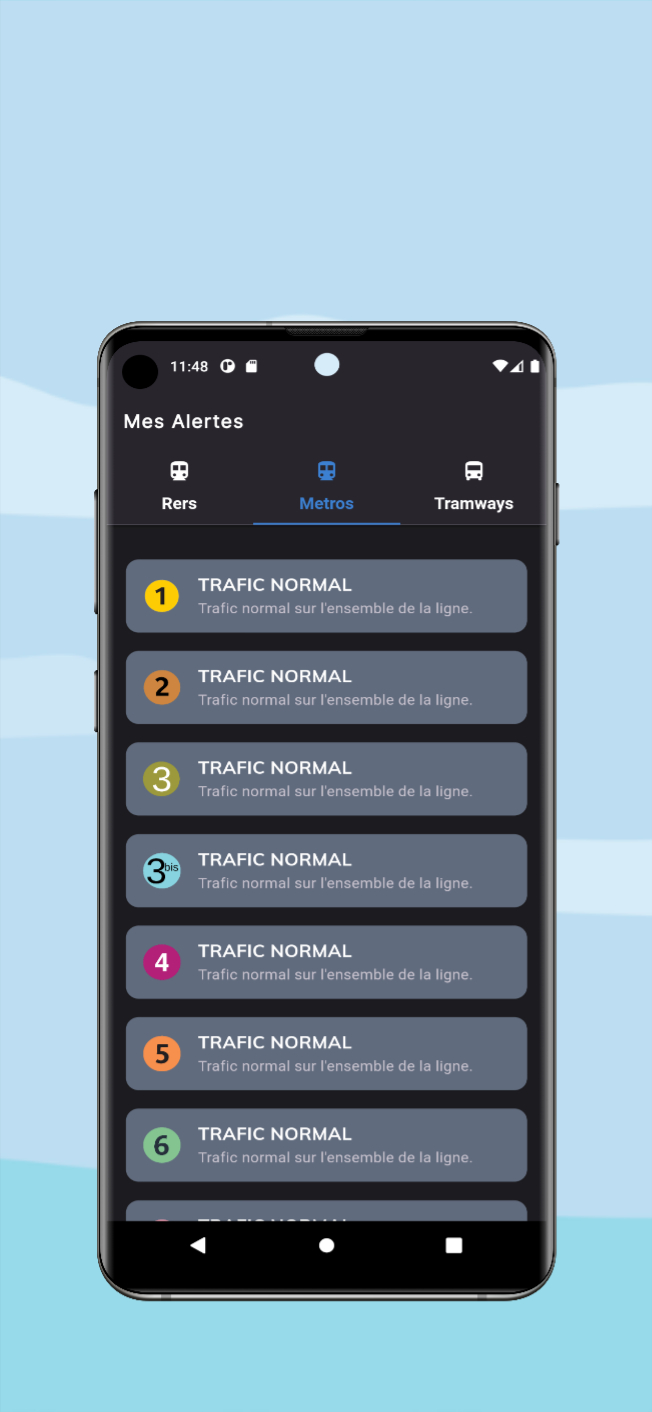 11:48
Mes Alertes
Rers Metros Tramways
1 TRAFIC NORMAL
Trafic normal sur l'ensemble de la ligne.
2 TRAFIC NORMAL
Trafic normal sur l'ensemble de la ligne.
3 TRAFIC NORMAL
Trafic normal sur l'ensemble de la ligne.
3bis TRAFIC NORMAL
Trafic normal sur l'ensemble de la ligne.
4 TRAFIC NORMAL
Trafic normal sur l'ensemble de la ligne.
5 TRAFIC NORMAL
Trafic normal sur l'ensemble de la ligne.
6 TRAFIC NORMAL
Trafic normal sur l'ensemble de la ligne.